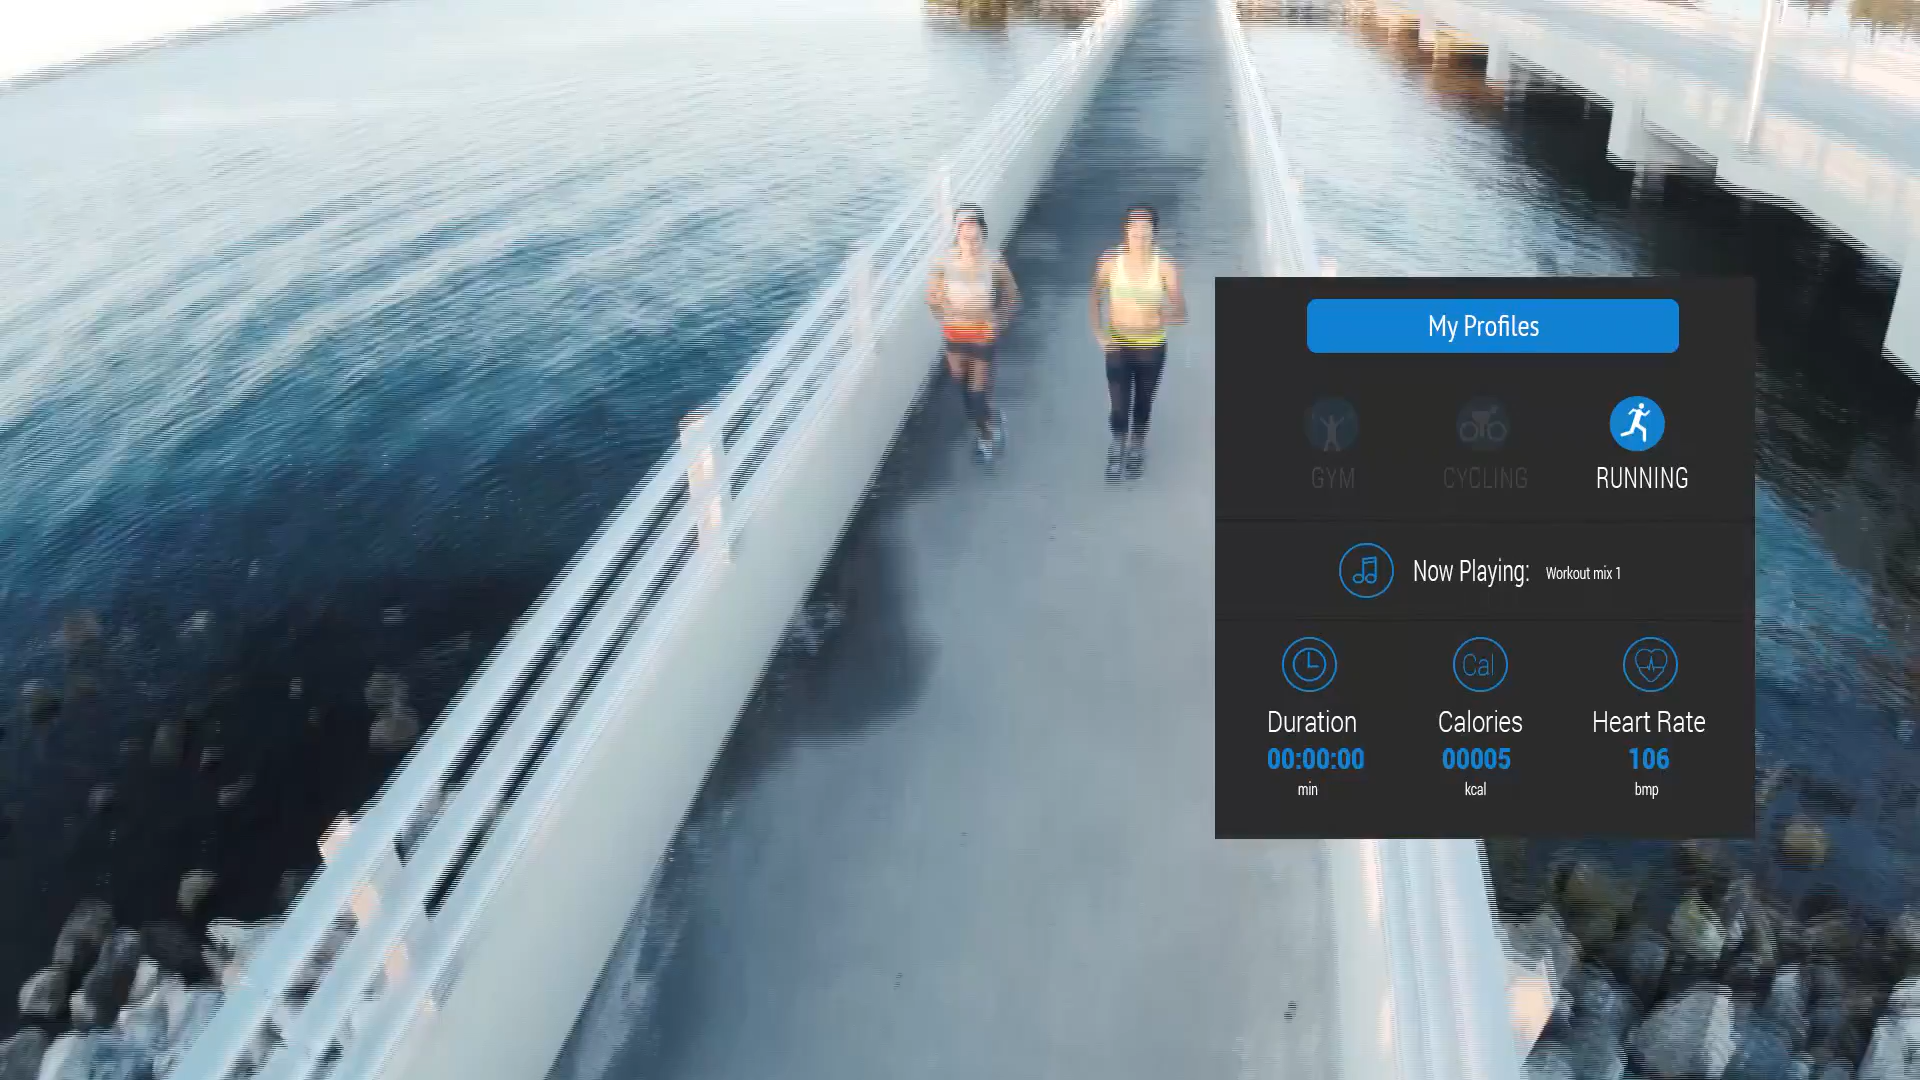 My Profiles
GYM CYCLING RUNNING
Now Playing: Workout mix 1
Cal
Duration Calories Heart Rate
00:00:00 00005 106
min kcal bmp